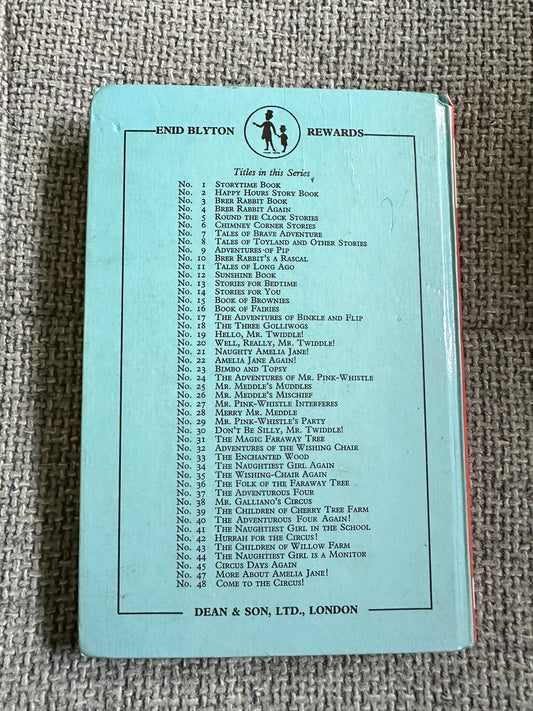 ENID BLYTON REWARDS
Titles in this Series
No. 1 STORYTIME BOOK
No. 2 HAPPY HOURS STORY BOOK
No. 3 BRER RABBIT BOOK
No. 4 BRER RABBIT AGAIN
No. 5 ROUND THE CLOCK STORIES
No. 6 CHIMNEY CORNER STORIES
No. 7 TALES OF BRAVE ADVENTURE
No. 8 TALES OF TOYLAND AND OTHER STORIES
No. 9 ADVENTURES OF PIP
No. 10 BRER RABBIT'S A RASCAL
No. 11 TALES OF LONG AGO
No. 12 SUNSHINE BOOK
No. 13 STORIES FOR BEDTIME
No. 14 STORIES FOR YOU
No. 15 BOOK OF BROWNIES
No. 16 BOOK OF FAIRIES
No. 17 THE ADVENTURES OF BINKLE AND FLIP
No. 18 THE THREE GOLLIWOGS
No. 19 HELLO, MR. TWIDDLE!
No. 20 WELL, REALLY, MR. TWIDDLE!
No. 21 NAUGHTY AMELIA JANE!
No. 22 AMELIA JANE AGAIN!
No. 23 BIMBO AND TOPSY
No. 24 THE ADVENTURES OF MR. PINK-WHISTLE
No. 25 MR. MEDDLE'S MUDDLES
No. 26 MR. MEDDLE'S MISCHIEF
No. 27 MR. PINK-WHISTLE INTERFERES
No. 28 MERRY MR. MEDDLE
No. 29 MR. PINK-WHISTLE'S PARTY
No. 30 DON'T BE SILLY, MR. TWIDDLE!
No. 31 THE MAGIC FARAWAY TREE
No. 32 ADVENTURES OF THE WISHING CHAIR
No. 33 THE ENCHANTED WOOD
No. 34 THE NAUGHTIEST GIRL AGAIN
No. 35 THE WISHING-CHAIR AGAIN
No. 36 THE FOLK OF THE FARAWAY TREE
No. 37 THE ADVENTUROUS FOUR
No. 38 MR. GALLIANO'S CIRCUS
No. 39 THE CHILDREN OF CHERRY TREE FARM
No. 40 THE ADVENTUROUS FOUR AGAIN!
No. 41 THE NAUGHTIEST GIRL IN THE SCHOOL
No. 42 HURRAH FOR THE CIRCUS!
No. 43 THE CHILDREN OF WILLOW FARM
No. 44 THE NAUGHTIEST GIRL IS A MONITOR
No. 45 CIRCUS DAYS AGAIN
No. 47 MORE ABOUT AMELIA JANE!
No. 48 COME TO THE CIRCUS!
DEAN & SON, LTD., LONDON